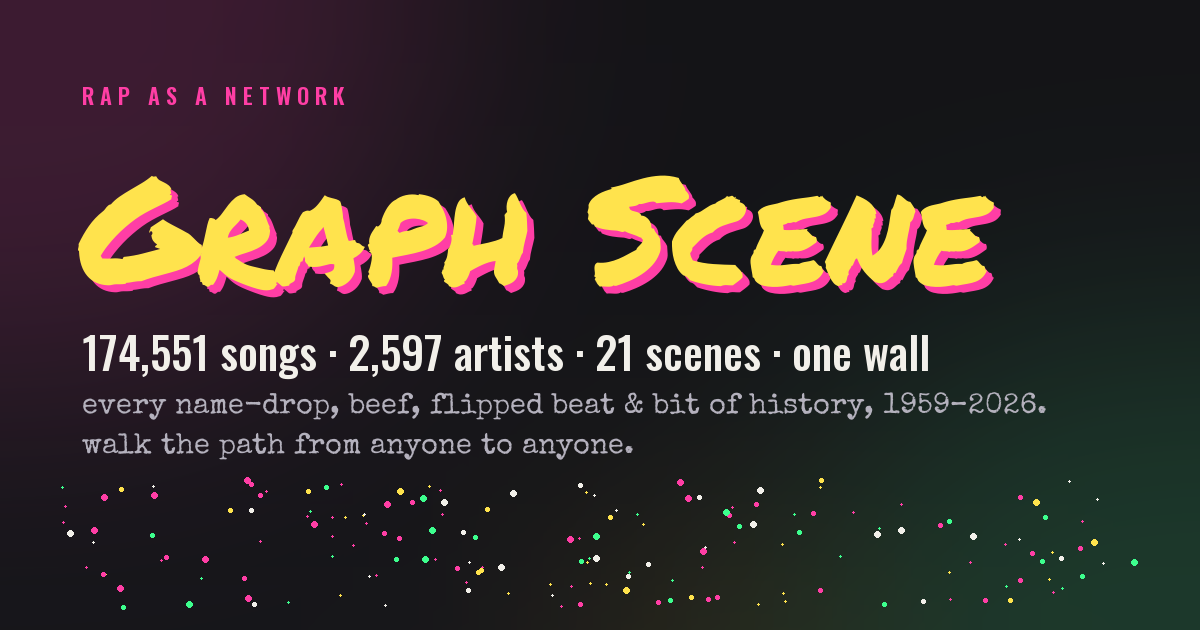 RAP AS A NETWORK
GRAPH SCENE
174,551 songs · 2,597 artists · 21 scenes · one wall
every name-drop, beef, flipped beat & bit of history, 1959–2026.
walk the path from anyone to anyone.